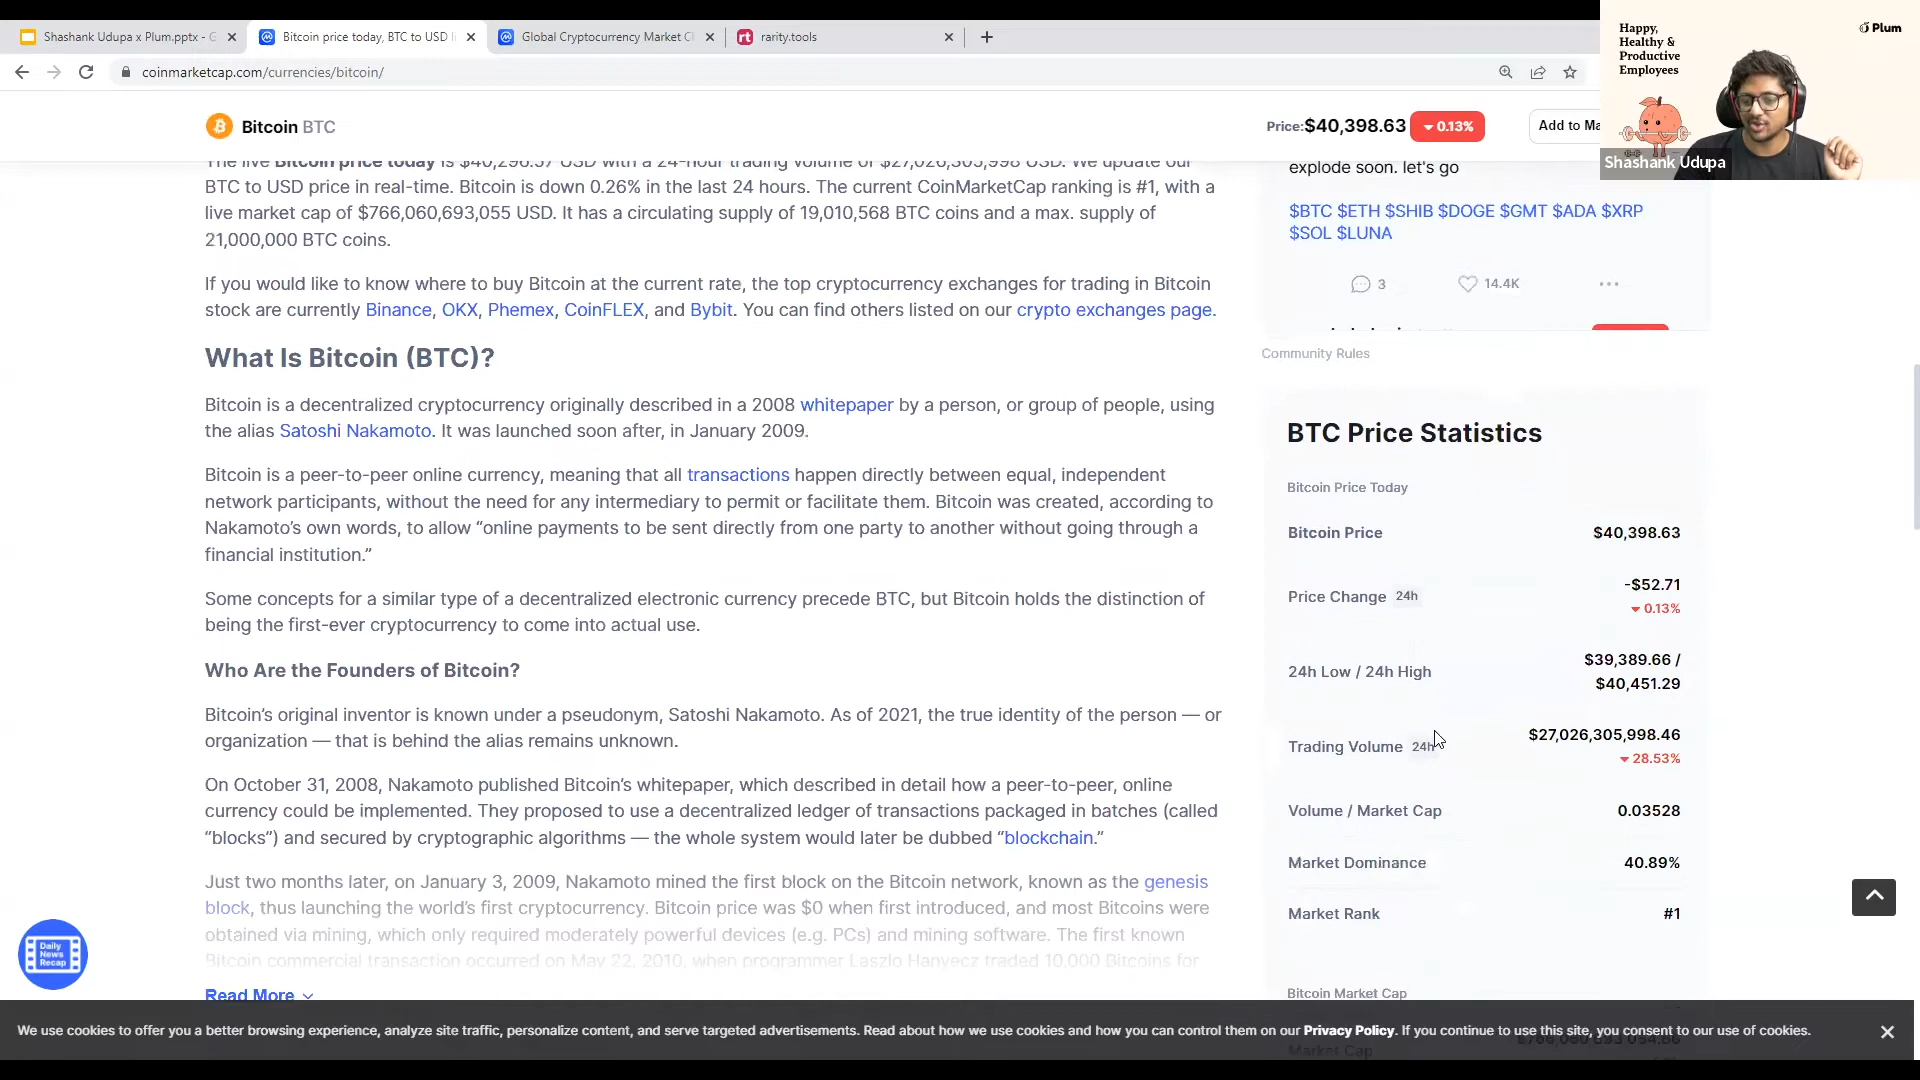 Shashank Udupa x Plum.pptx - G
Bitcoin price today, BTC to USD li
Global Cryptocurrency Market Ch
rarity.tools
coinmarketcap.com/currencies/bitcoin/
Happy,
Healthy &
Productive
Employees
Plum
Shashank Udupa
Bitcoin BTC
Price:$40,398.63 0.13%
Add to Ma
The live Bitcoin price today is $40,296.57 USD with a 24-hour trading volume of $27,026,305,998 USD. We update our
BTC to USD price in real-time. Bitcoin is down 0.26% in the last 24 hours. The current CoinMarketCap ranking is #1, with a
live market cap of $766,060,693,055 USD. It has a circulating supply of 19,010,568 BTC coins and a max. supply of
21,000,000 BTC coins.
If you would like to know where to buy Bitcoin at the current rate, the top cryptocurrency exchanges for trading in Bitcoin
stock are currently Binance, OKX, Phemex, CoinFLEX, and Bybit. You can find others listed on our crypto exchanges page.
What Is Bitcoin (BTC)?
Bitcoin is a decentralized cryptocurrency originally described in a 2008 whitepaper by a person, or group of people, using
the alias Satoshi Nakamoto. It was launched soon after, in January 2009.
Bitcoin is a peer-to-peer online currency, meaning that all transactions happen directly between equal, independent
network participants, without the need for any intermediary to permit or facilitate them. Bitcoin was created, according to
Nakamoto's own words, to allow “online payments to be sent directly from one party to another without going through a
financial institution.”
Some concepts for a similar type of a decentralized electronic currency precede BTC, but Bitcoin holds the distinction of
being the first-ever cryptocurrency to come into actual use.
Who Are the Founders of Bitcoin?
Bitcoin's original inventor is known under a pseudonym, Satoshi Nakamoto. As of 2021, the true identity of the person — or
organization — that is behind the alias remains unknown.
On October 31, 2008, Nakamoto published Bitcoin's whitepaper, which described in detail how a peer-to-peer, online
currency could be implemented. They proposed to use a decentralized ledger of transactions packaged in batches (called
“blocks”) and secured by cryptographic algorithms — the whole system would later be dubbed “blockchain.”
Just two months later, on January 3, 2009, Nakamoto mined the first block on the Bitcoin network, known as the genesis
block, thus launching the world's first cryptocurrency. Bitcoin price was $0 when first introduced, and most Bitcoins were
obtained via mining, which only required moderately powerful devices (e.g. PCs) and mining software. The first known
Bitcoin commercial transaction occurred on May 22, 2010, when programmer Laszlo Hanyecz traded 10,000 Bitcoins for
Read More
Daily
News
Recap
explode soon. let's go
$BTC $ETH $SHIB $DOGE $GMT $ADA $XRP
$SOL $LUNA
3
14.4K
Community Rules
BTC Price Statistics
Bitcoin Price Today
Bitcoin Price $40,398.63
Price Change 24h -$52.71
0.13%
24h Low / 24h High $39,389.66 /
$40,451.29
Trading Volume 24h $27,026,305,998.46
28.53%
Volume / Market Cap 0.03528
Market Dominance 40.89%
Market Rank #1
Bitcoin Market Cap
We use cookies to offer you a better browsing experience, analyze site traffic, personalize content, and serve targeted advertisements. Read about how we use cookies and how you can control them on our Privacy Policy. If you continue to use this site, you consent to our use of cookies.
Market Cap